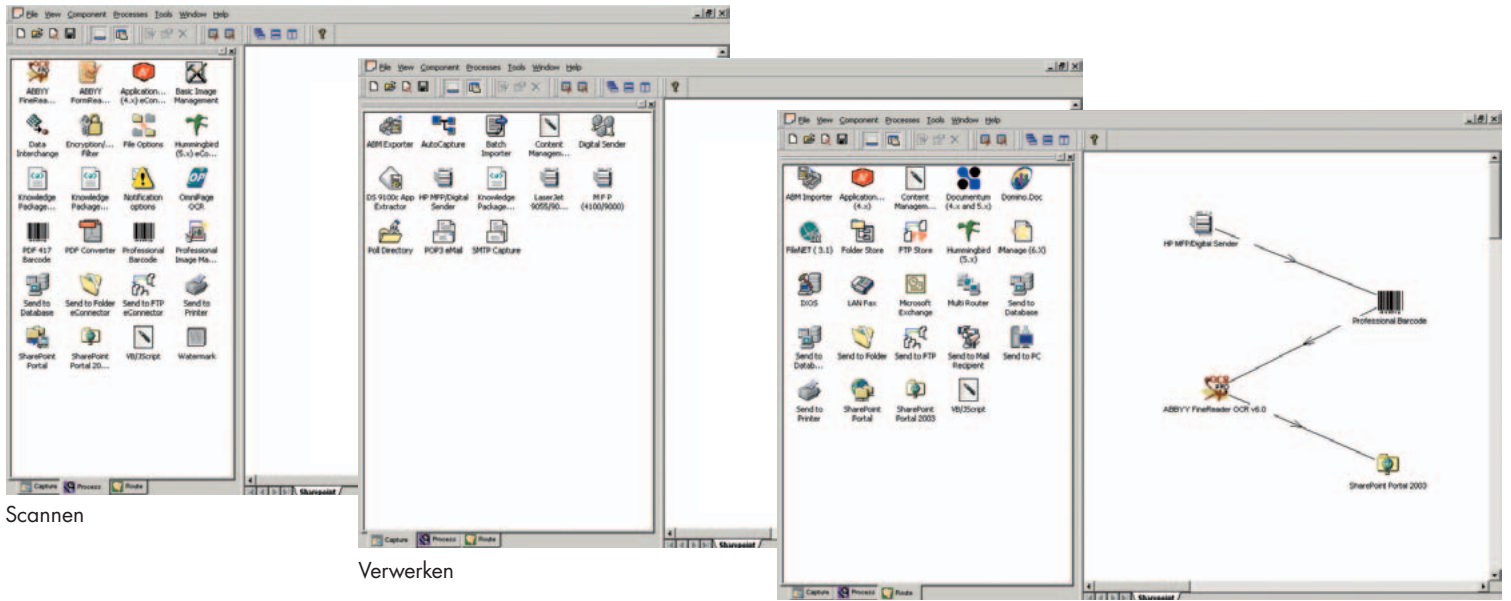 File View Component Processes Tools Window Help
ABBYY FineRea...
ABBYY FormRea...
Application... (4.x) eCon...
Basic Image Management
Data Interchange
Encryption/... Filter
File Options
Hummingbird (5.x) eCo...
Knowledge Package...
Knowledge Package...
Notification options
OmniPage OCR
PDF 417 Barcode
PDF Converter
Professional Barcode
Professional Image Ma...
Send to Database
Send to Folder eConnector
Send to FTP eConnector
Send to Printer
SharePoint Portal
SharePoint Portal 20...
VB/JScript
Watermark
Capture Process Route
Sharepoint
Scannen
File View Component Processes Tools Window Help
ABM Exporter
AutoCapture
Batch Importer
Content Managem...
Digital Sender
DS 9100c App Extractor
HP MFP/Digital Sender
Knowledge Package...
LaserJet 9055/90...
M F P (4100/9000)
Poll Directory
POP3 eMail
SMTP Capture
Capture Process Route
Sharepoint
Verwerken
File View Component Processes Tools Window Help
ABM Importer
Application... (4.x)
Content Managem...
Documentum (4.x and 5.x)
Domino.Doc
FileNET ( 3.1)
Folder Store
FTP Store
Hummingbird (5.x)
iManage (6.X)
IXOS
LAN Fax
Microsoft Exchange
Multi Router
Send to Database
Send to Datab...
Send to Folder
Send to FTP
Send to Mail Recipient
Send to PC
Send to Printer
SharePoint Portal
SharePoint Portal 2003
VB/JScript
HP MFP/Digital Sender
Professional Barcode
ABBYY FineReader OCR v6.0
SharePoint Portal 2003
Capture Process Route
Sharepoint